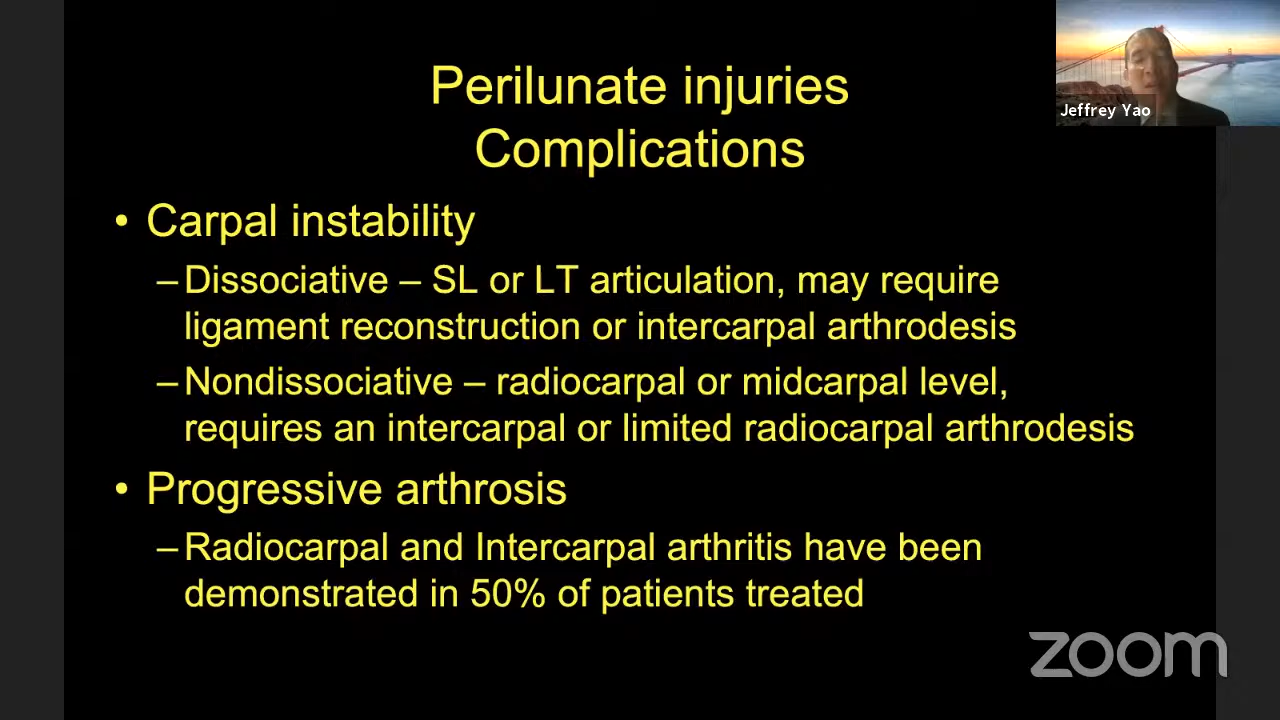 Perilunate injuries
Complications
Jeffrey Yao
• Carpal instability
– Dissociative – SL or LT articulation, may require
ligament reconstruction or intercarpal arthrodesis
– Nondissociative – radiocarpal or midcarpal level,
requires an intercarpal or limited radiocarpal arthrodesis
• Progressive arthrosis
– Radiocarpal and Intercarpal arthritis have been
demonstrated in 50% of patients treated
zoom